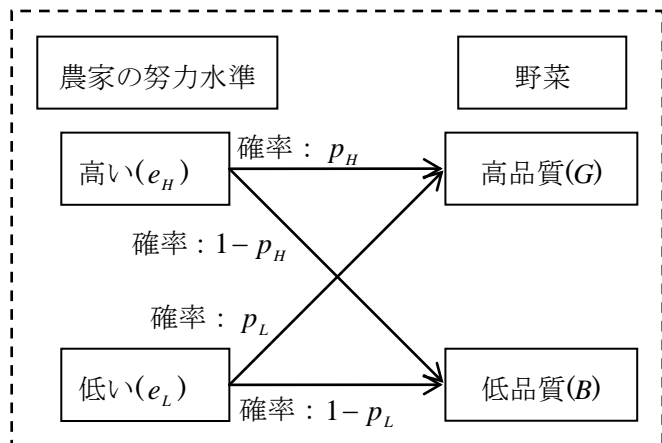 農家の努力水準
野菜
高い(e_H)
確率： p_H
高品質(G)
確率：1－p_H
確率： p_L
低い(e_L)
確率：1－p_L
低品質(B)